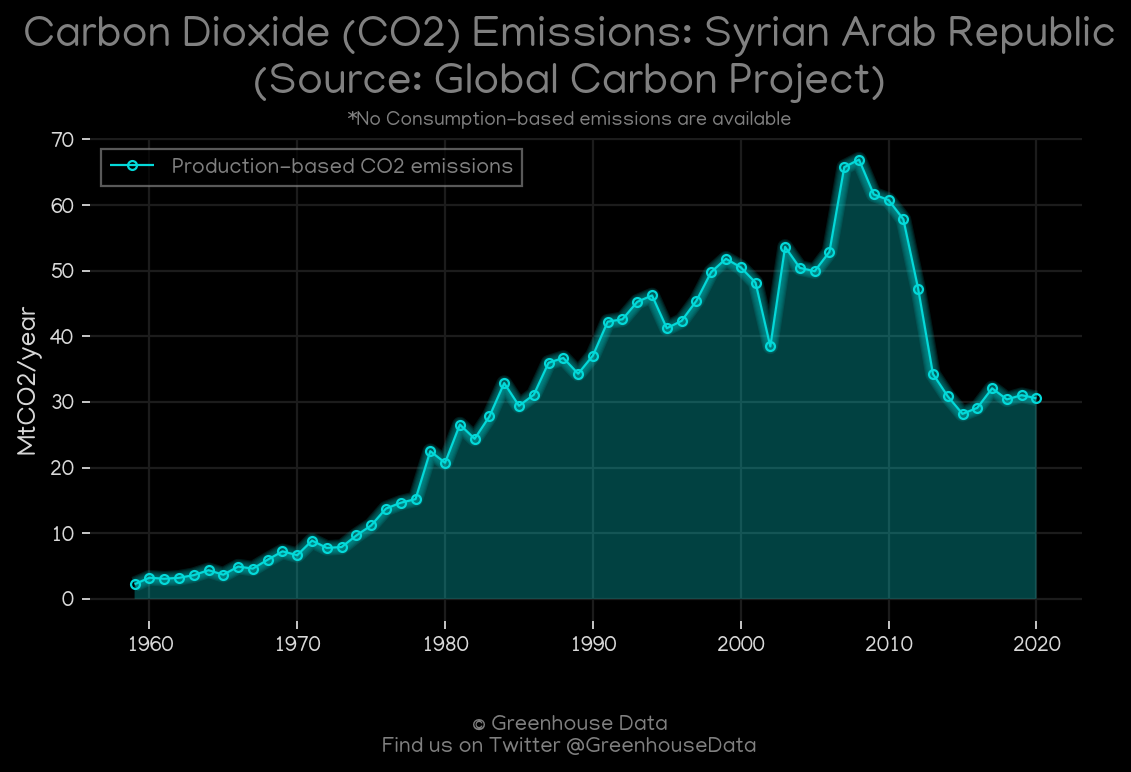 Carbon Dioxide (CO2) Emissions: Syrian Arab Republic
(Source: Global Carbon Project)
*No Consumption-based emissions are available
Production-based CO2 emissions
MtCO2/year
70
60
50
40
30
20
10
0
1960 1970 1980 1990 2000 2010 2020
© Greenhouse Data
Find us on Twitter @GreenhouseData